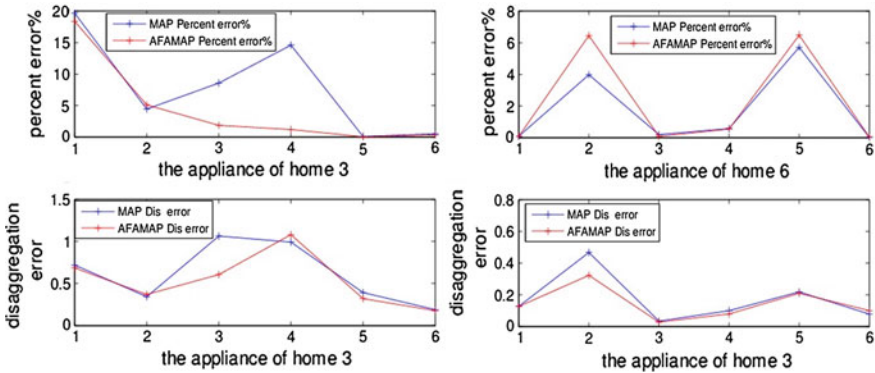 percent error%
20
15
10
5
0
MAP Percent error%
AFAMAP Percent error%
1 2 3 4 5 6
the appliance of home 3
percent error%
8
6
4
2
0
MAP Percent error%
AFAMAP Percent error%
1 2 3 4 5 6
the appliance of home 6
disaggregation
error
1.5
1
0.5
0
MAP Dis error
AFAMAP Dis error
1 2 3 4 5 6
the appliance of home 3
disaggregation
error
0.8
0.6
0.4
0.2
0
MAP Dis error
AFAMAP Dis error
1 2 3 4 5 6
the appliance of home 3